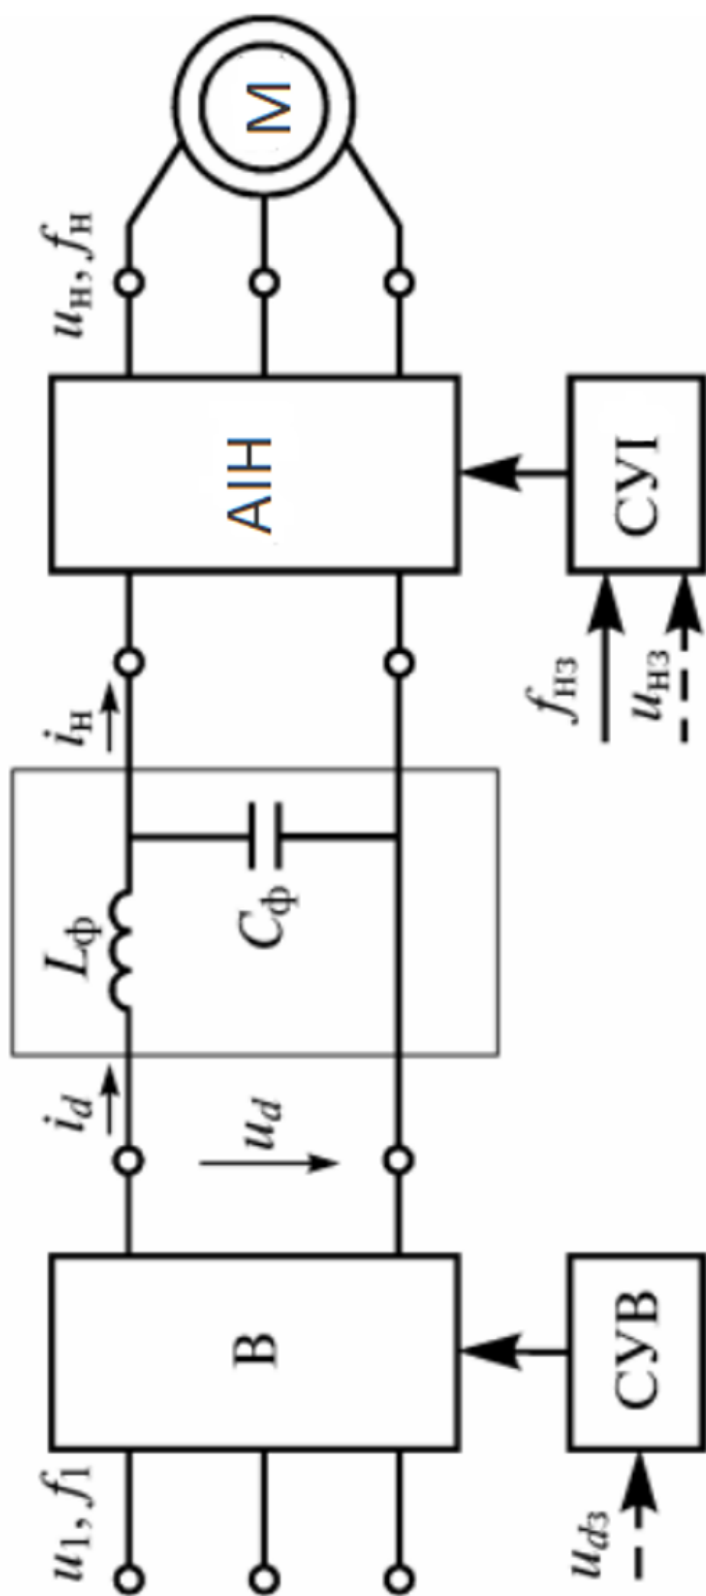 u₁, f₁
В
СУВ
u_dз
i_d
u_d
L_ф
C_ф
i_н
АІН
СУІ
f_нз
u_нз
u_н, f_н
М